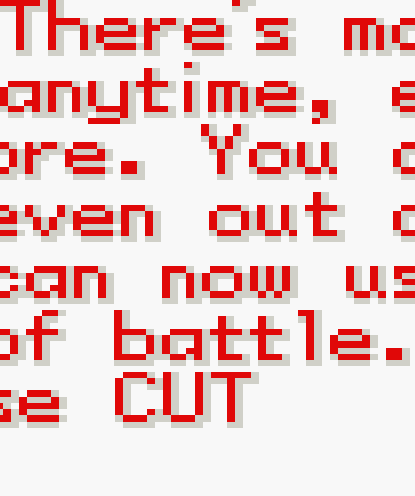 There's mo
anytime, e
ore. You c
even out o
can now us
of battle.
se CUT